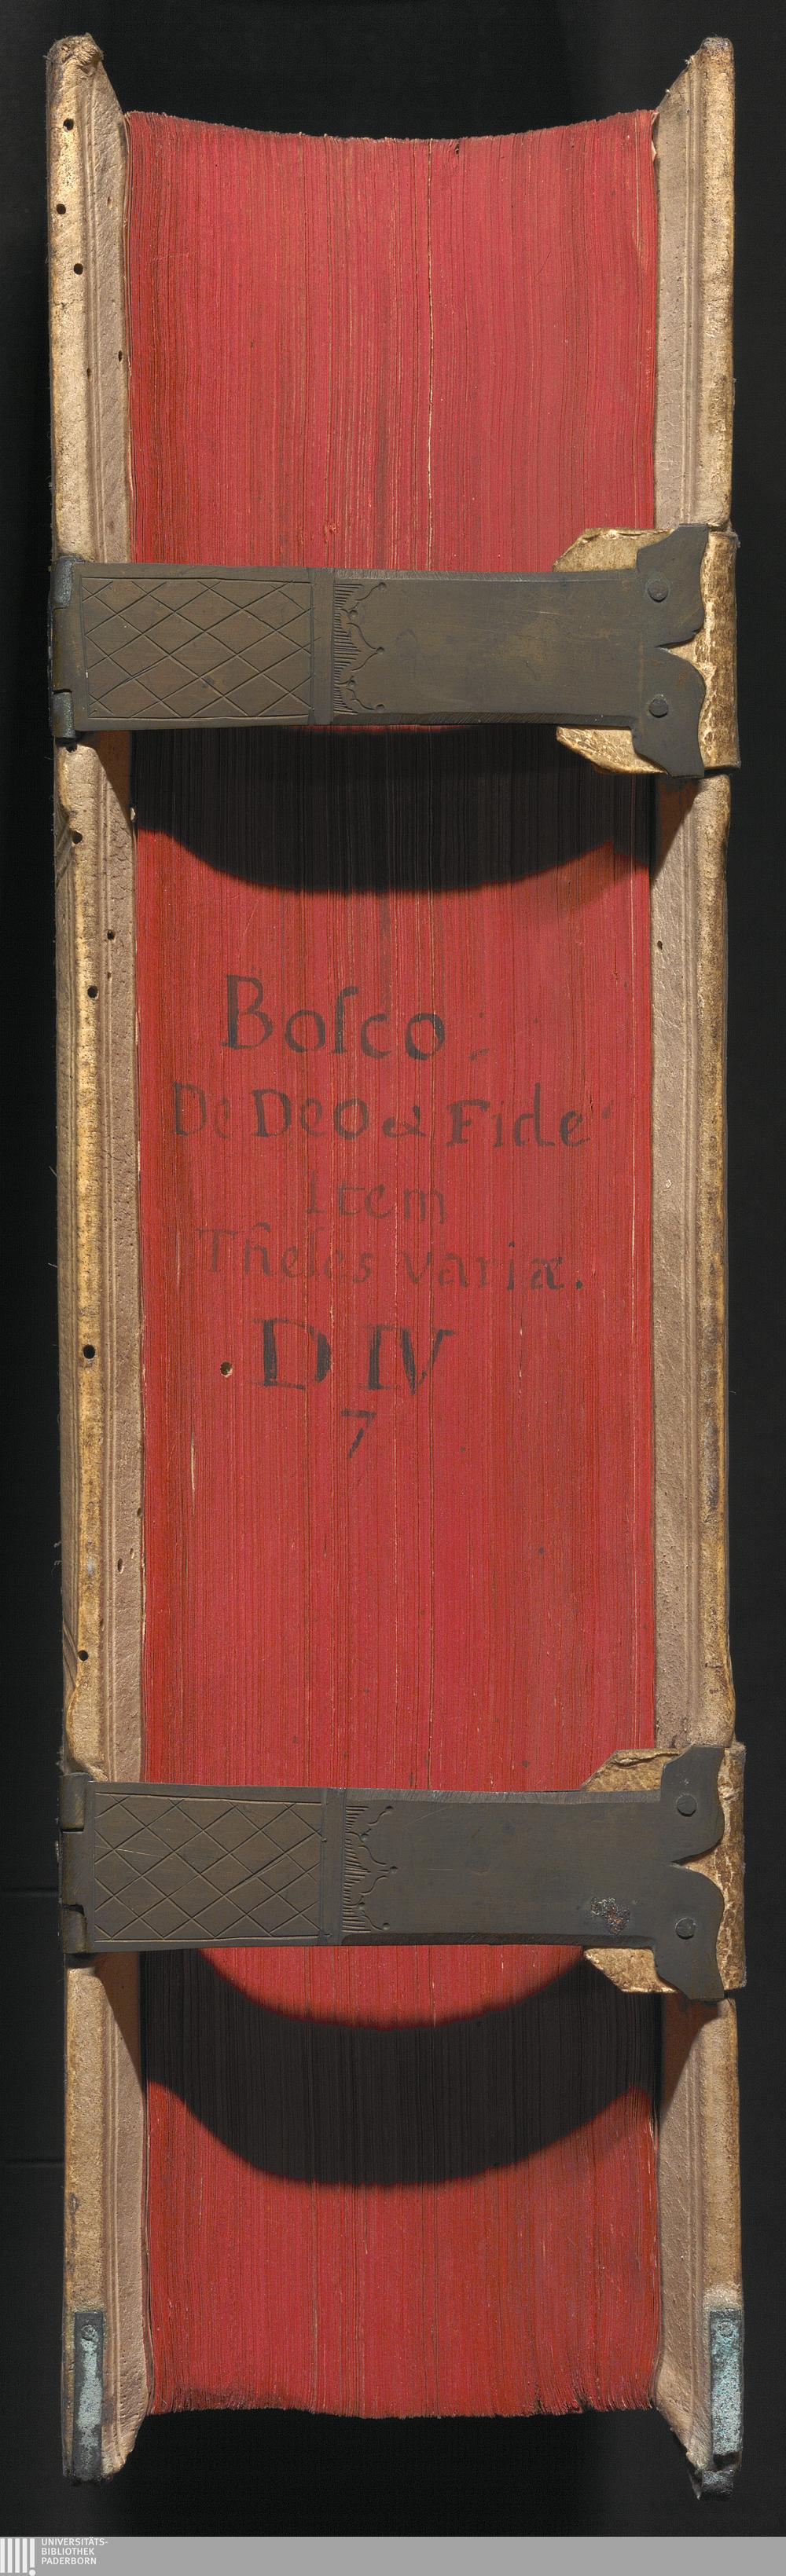 Boſco:
De Deo & Fide
Item
Theſes variæ.
D IV
7
UNIVERSITÄTS-
BIBLIOTHEK
PADERBORN